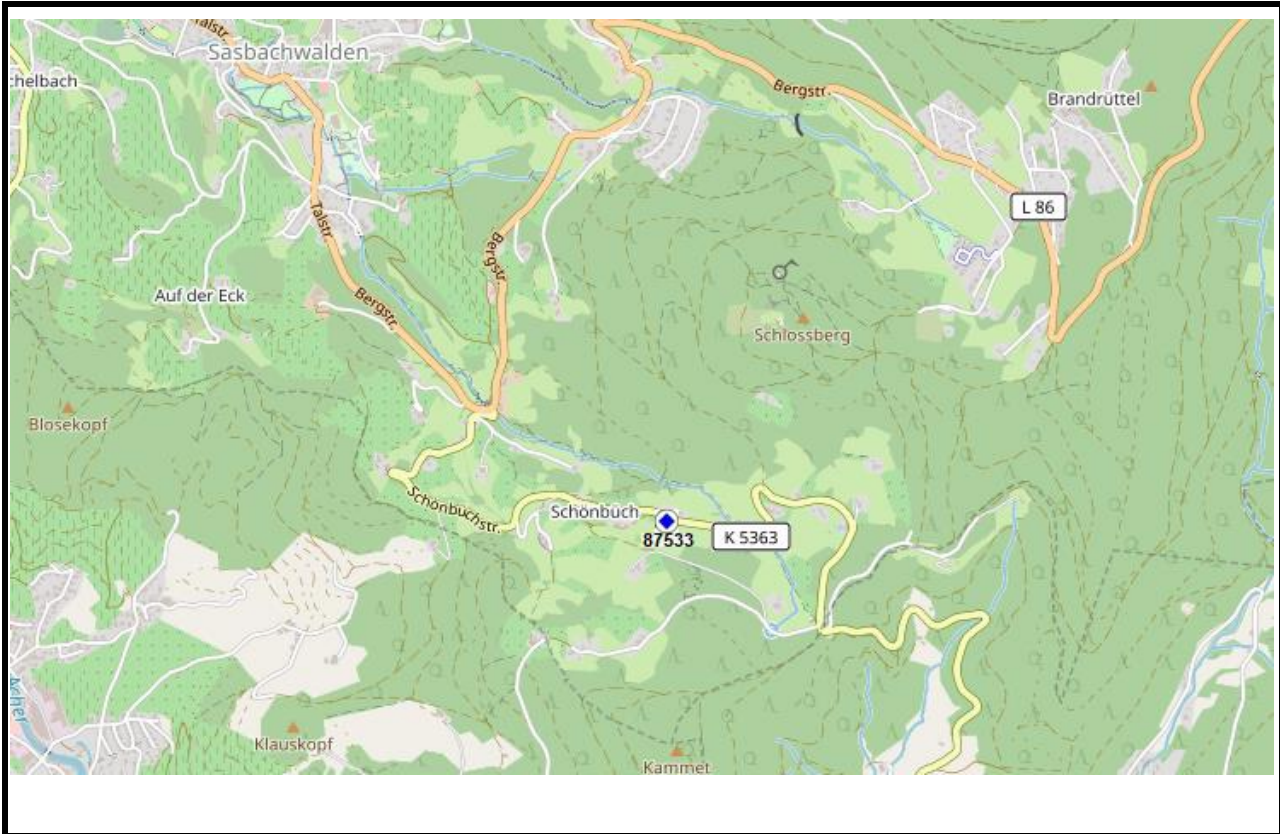 Talstr.
Sasbachwalden
chelbach
Bergstr.
Brandrüttel
L 86
Talstr
Bergstr.
Auf der Eck
Bergstr.
Schlossberg
Blosekopf
Schönbuchstr.
Schönbuch
87533
K 5363
Acher
Klauskopf
Kammet